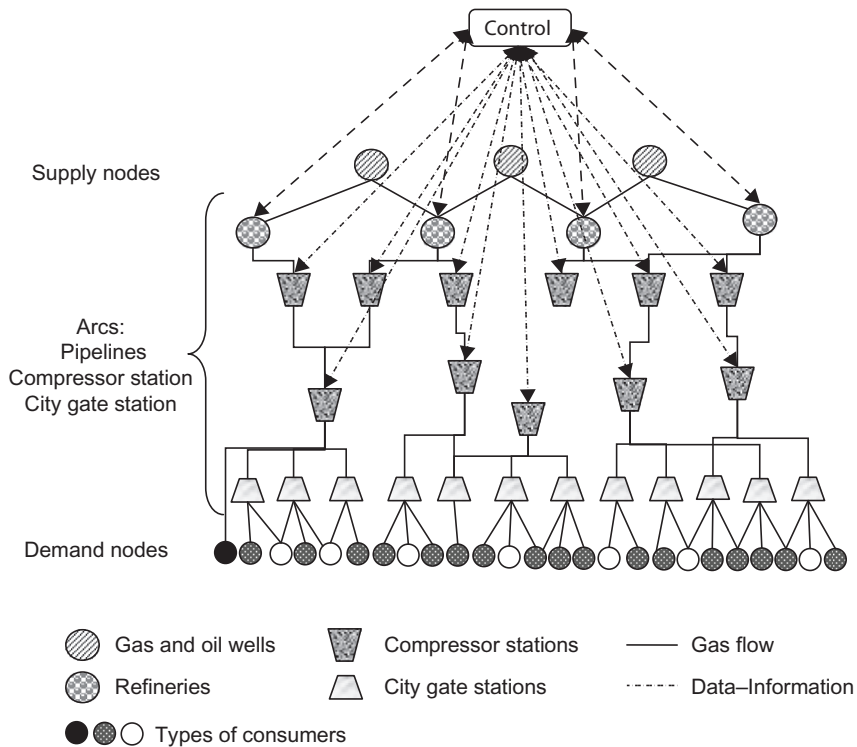 Control
Supply nodes
Arcs:
Pipelines
Compressor station
City gate station
Demand nodes
Gas and oil wells
Compressor stations
Gas flow
Refineries
City gate stations
Data–Information
Types of consumers